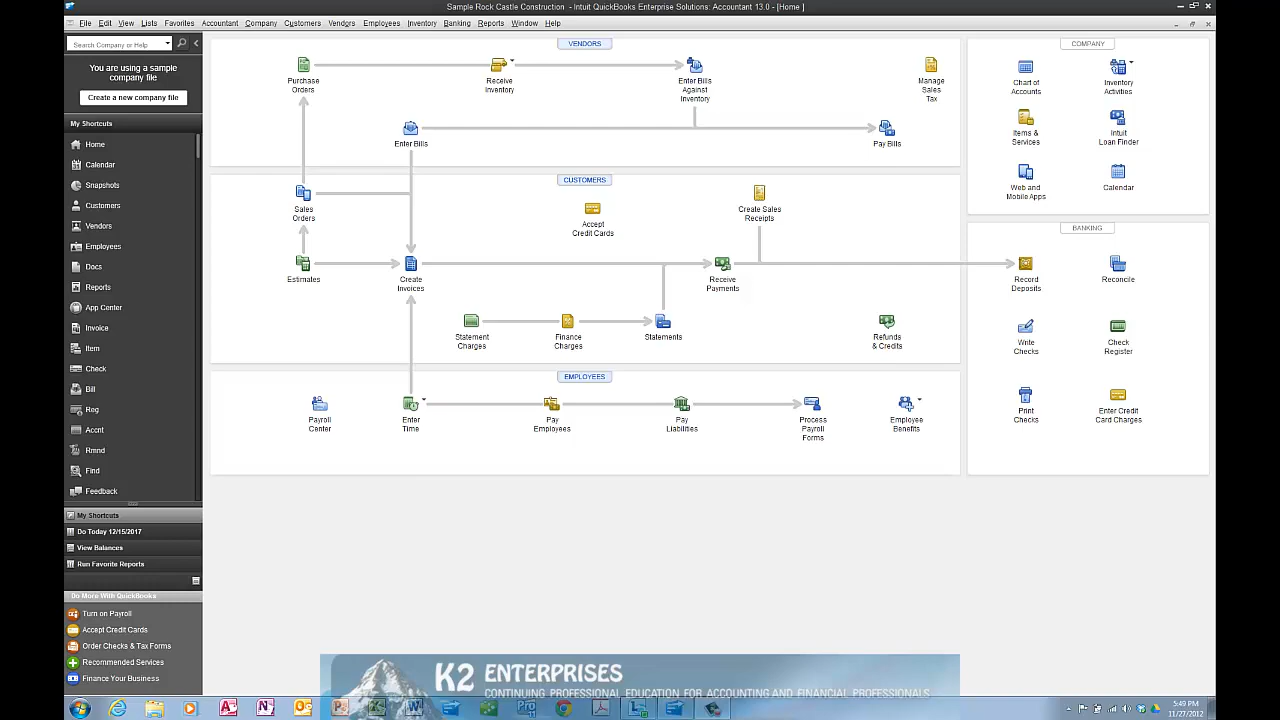 Sample Rock Castle Construction - Intuit QuickBooks Enterprise Solutions: Accountant 13.0 - [Home ]
File Edit View Lists Favorites Accountant Company Customers Vendors Employees Inventory Banking Reports Window Help
Search Company or Help
You are using a sample
company file
Create a new company file
My Shortcuts
Home
Calendar
Snapshots
Customers
Vendors
Employees
Docs
Reports
App Center
Invoice
Item
Check
Bill
Reg
Accnt
Rmnd
Find
Feedback
My Shortcuts
Do Today 12/15/2017
View Balances
Run Favorite Reports
Do More With QuickBooks
Turn on Payroll
Accept Credit Cards
Order Checks & Tax Forms
Recommended Services
Finance Your Business
VENDORS
Purchase
Orders
Receive
Inventory
Enter Bills
Against
Inventory
Manage
Sales
Tax
Enter Bills
Pay Bills
CUSTOMERS
Sales
Orders
Accept
Credit Cards
Create Sales
Receipts
Estimates
Create
Invoices
Receive
Payments
Statement
Charges
Finance
Charges
Statements
Refunds
& Credits
EMPLOYEES
Payroll
Center
Enter
Time
Pay
Employees
Pay
Liabilities
Process
Payroll
Forms
Employee
Benefits
COMPANY
Chart of
Accounts
Inventory
Activities
Items &
Services
Intuit
Loan Finder
Web and
Mobile Apps
Calendar
BANKING
Record
Deposits
Reconcile
Write
Checks
Check
Register
Print
Checks
Enter Credit
Card Charges
K2 ENTERPRISES
CONTINUING PROFESSIONAL EDUCATION FOR ACCOUNTING AND FINANCIAL PROFESSIONALS
5:49 PM
11/27/2012